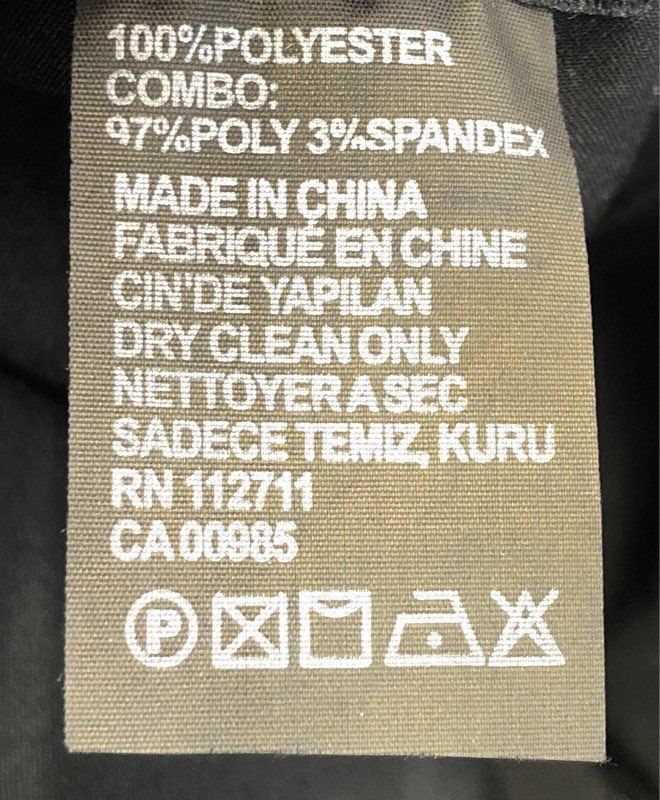 100%POLYESTER
COMBO:
97%POLY 3%SPANDEX
MADE IN CHINA
FABRIQUÉ EN CHINE
CIN'DE YAPILAN
DRY CLEAN ONLY
NETTOYER A SEC
SADECE TEMIZ, KURU
RN 112711
CA 00985
P